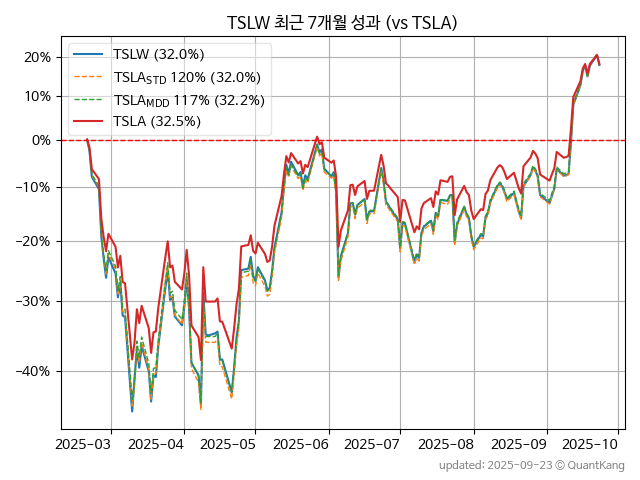 TSLW 최근 7개월 성과 (vs TSLA)
TSLW (32.0%)
TSLA_STD 120% (32.0%)
TSLA_MDD 117% (32.2%)
TSLA (32.5%)
20%
10%
0%
−10%
−20%
−30%
−40%
2025-03 2025-04 2025-05 2025-06 2025-07 2025-08 2025-09 2025-10
updated: 2025-09-23 © QuantKang